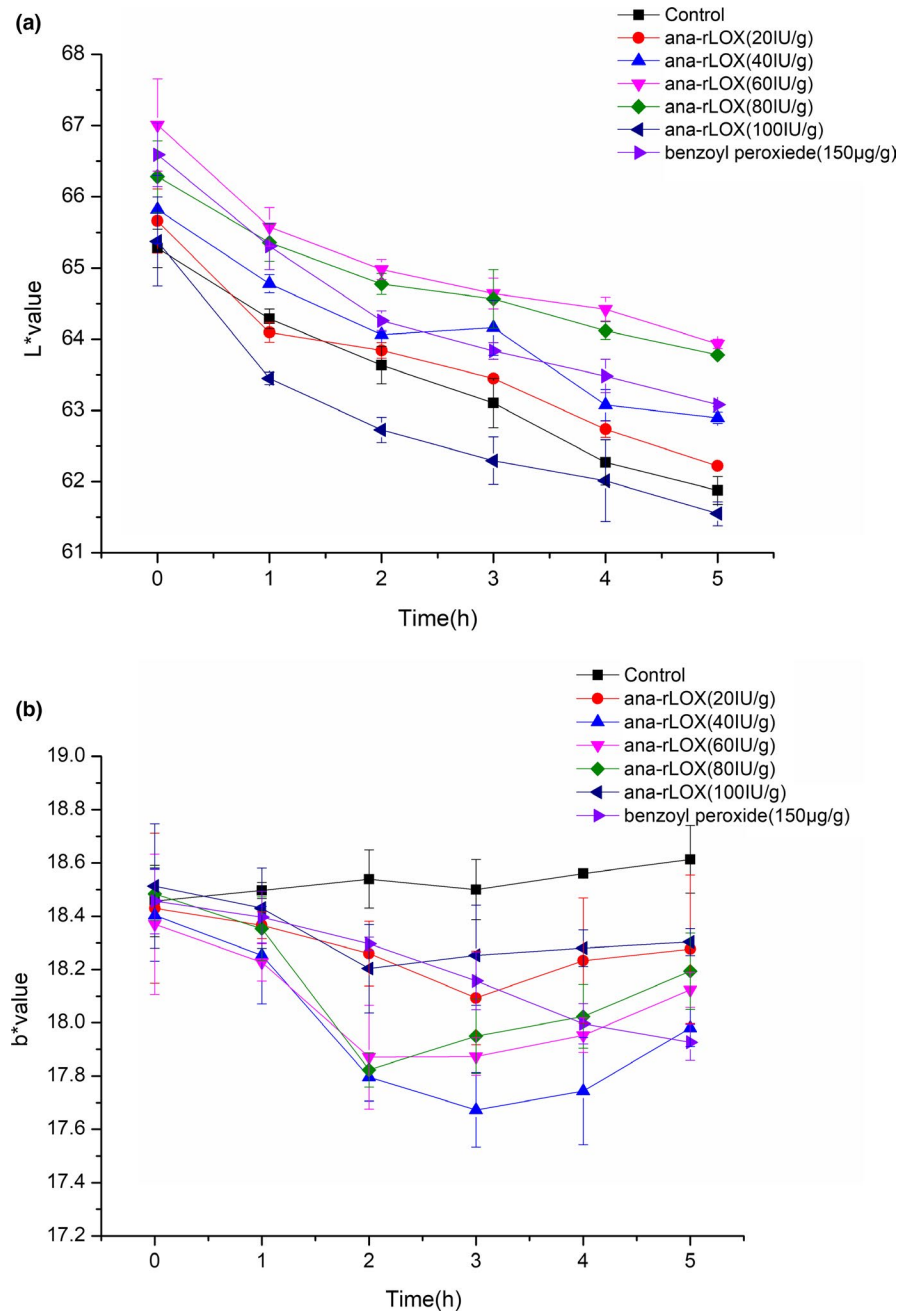 (a)
Control
ana-rLOX(20IU/g)
ana-rLOX(40IU/g)
ana-rLOX(60IU/g)
ana-rLOX(80IU/g)
ana-rLOX(100IU/g)
benzoyl peroxiede(150µg/g)
68
67
66
65
64
63
62
61
L*value
0 1 2 3 4 5
Time(h)
(b)
Control
ana-rLOX(20IU/g)
ana-rLOX(40IU/g)
ana-rLOX(60IU/g)
ana-rLOX(80IU/g)
ana-rLOX(100IU/g)
benzoyl peroxide(150µg/g)
19.0
18.8
18.6
18.4
18.2
18.0
17.8
17.6
17.4
17.2
b*value
0 1 2 3 4 5
Time(h)